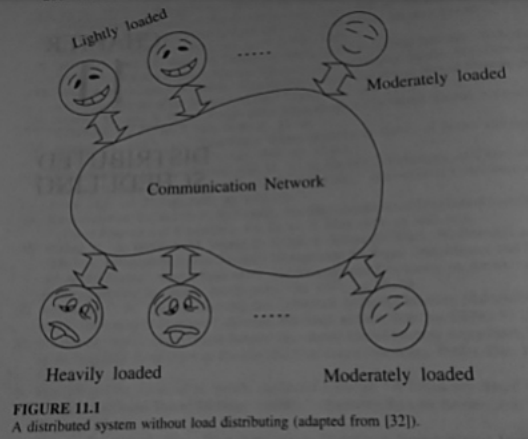 Lightly loaded
Moderately loaded
Communication Network
Heavily loaded
Moderately loaded
FIGURE 11.1
A distributed system without load distributing (adapted from [32]).